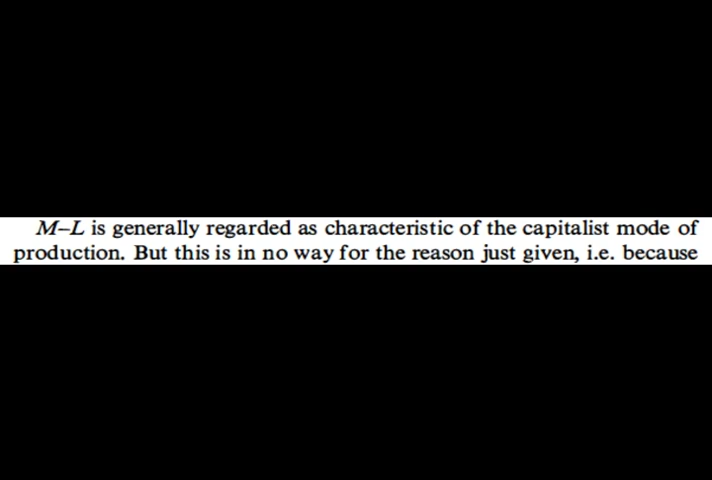 M–L is generally regarded as characteristic of the capitalist mode of
production. But this is in no way for the reason just given, i.e. because